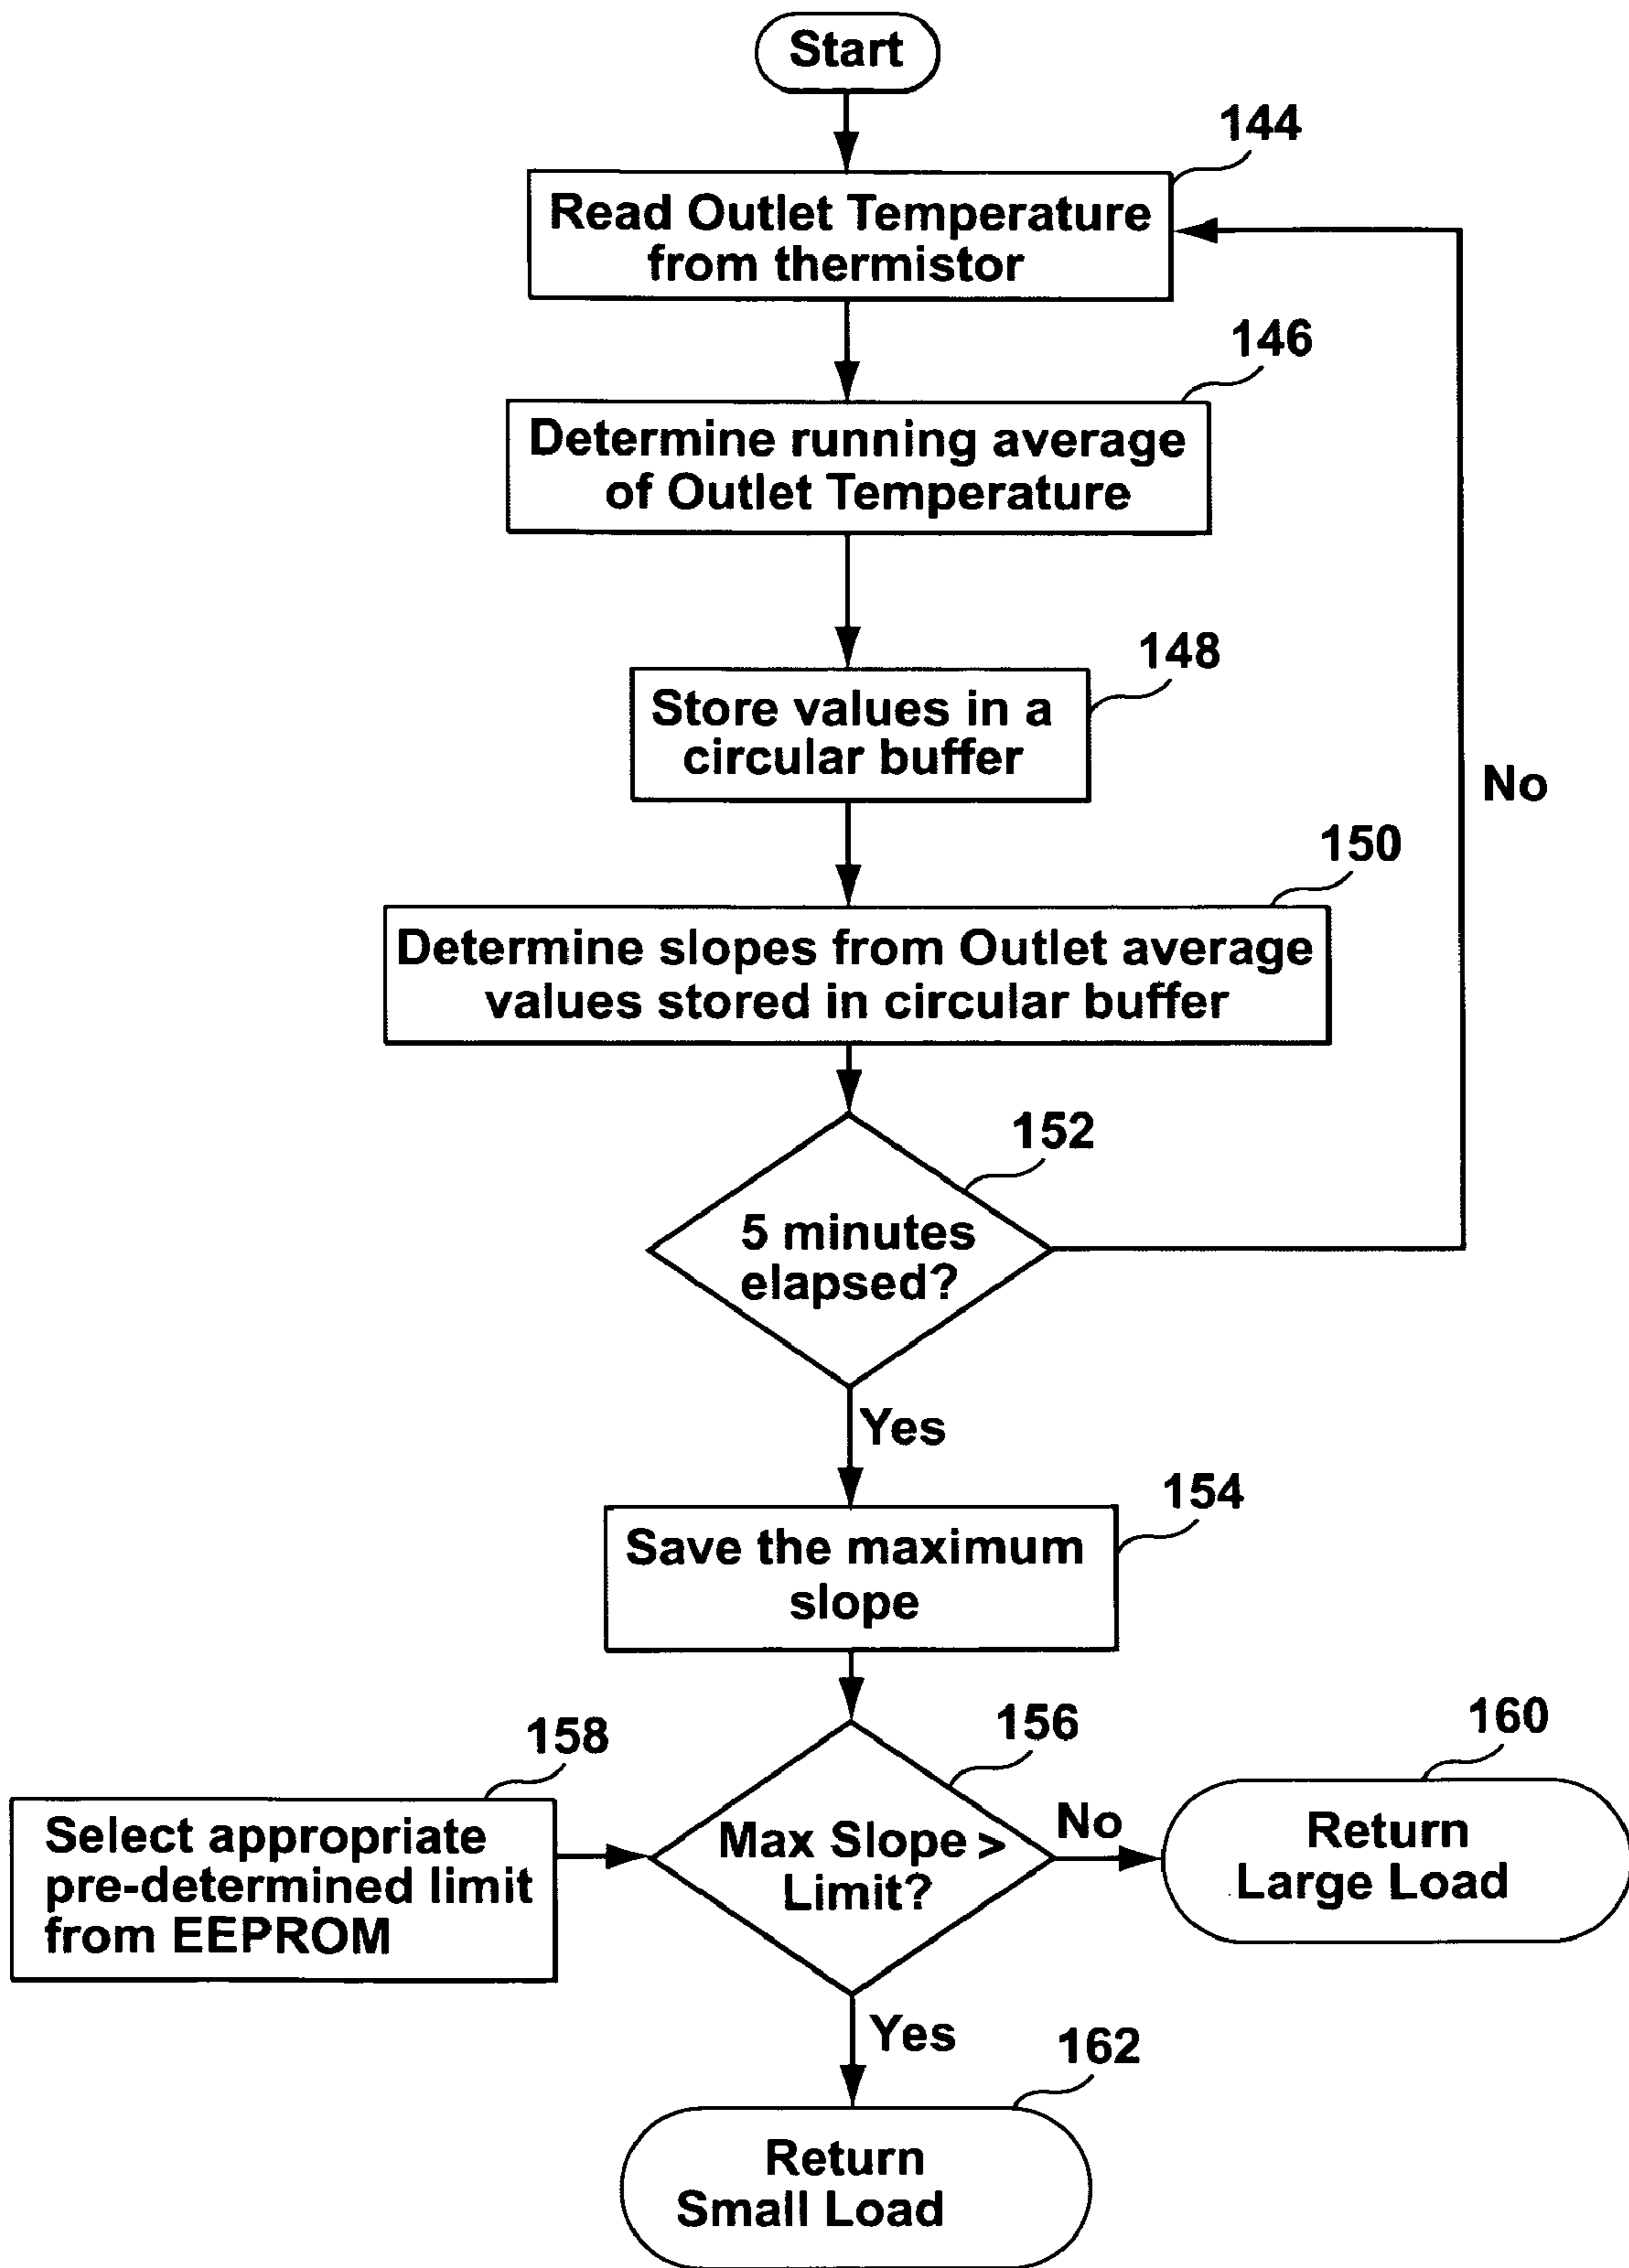 Start
144
Read Outlet Temperature
from thermistor
146
Determine running average
of Outlet Temperature
148
Store values in a
circular buffer
No
150
Determine slopes from Outlet average
values stored in circular buffer
152
5 minutes
elapsed?
Yes
154
Save the maximum
slope
156
158
160
Select appropriate
pre-determined limit
from EEPROM
Max Slope >
Limit?
No
Return
Large Load
Yes
162
Return
Small Load